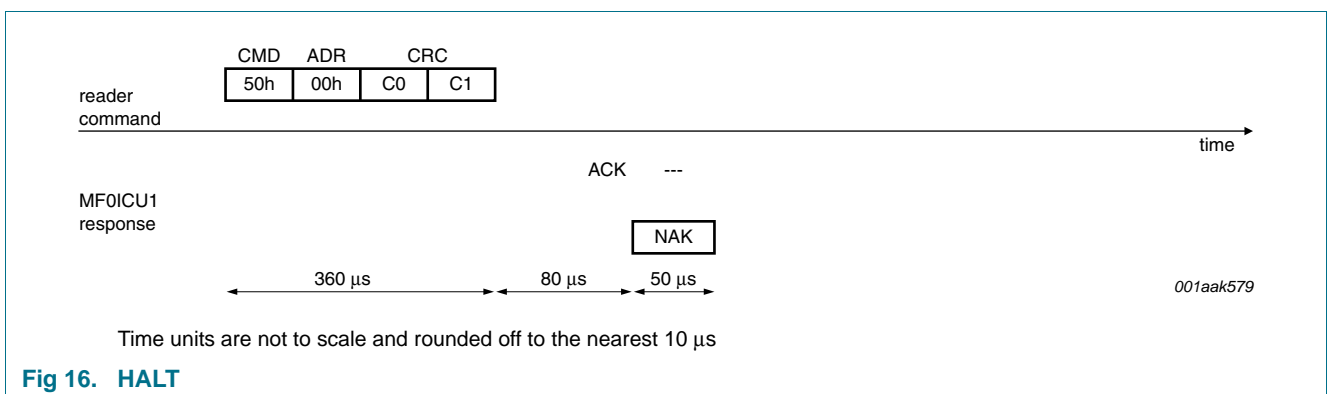 CMD ADR CRC
50h 00h C0 C1
reader
command
time
ACK ---
MF0ICU1
response
NAK
360 μs 80 μs 50 μs
001aak579
Time units are not to scale and rounded off to the nearest 10 μs
Fig 16. HALT